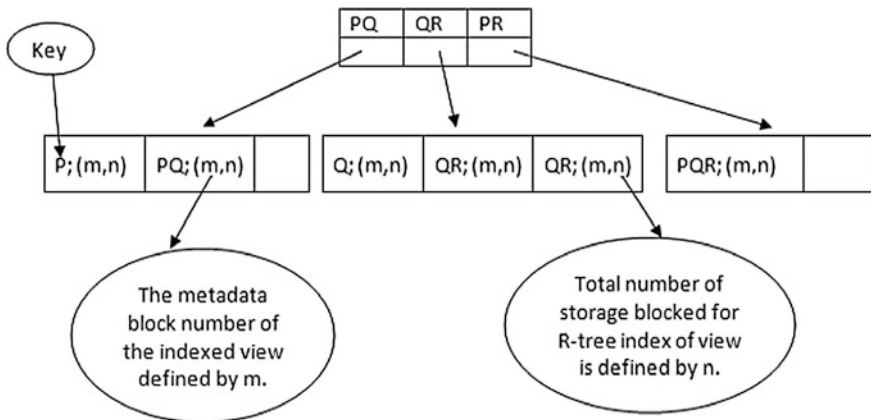 PQ QR PR
Key
P; (m,n) PQ; (m,n) Q; (m,n) QR; (m,n) QR; (m,n) PQR; (m,n)
The metadata
block number of
the indexed view
defined by m.
Total number of
storage blocked for
R-tree index of view
is defined by n.